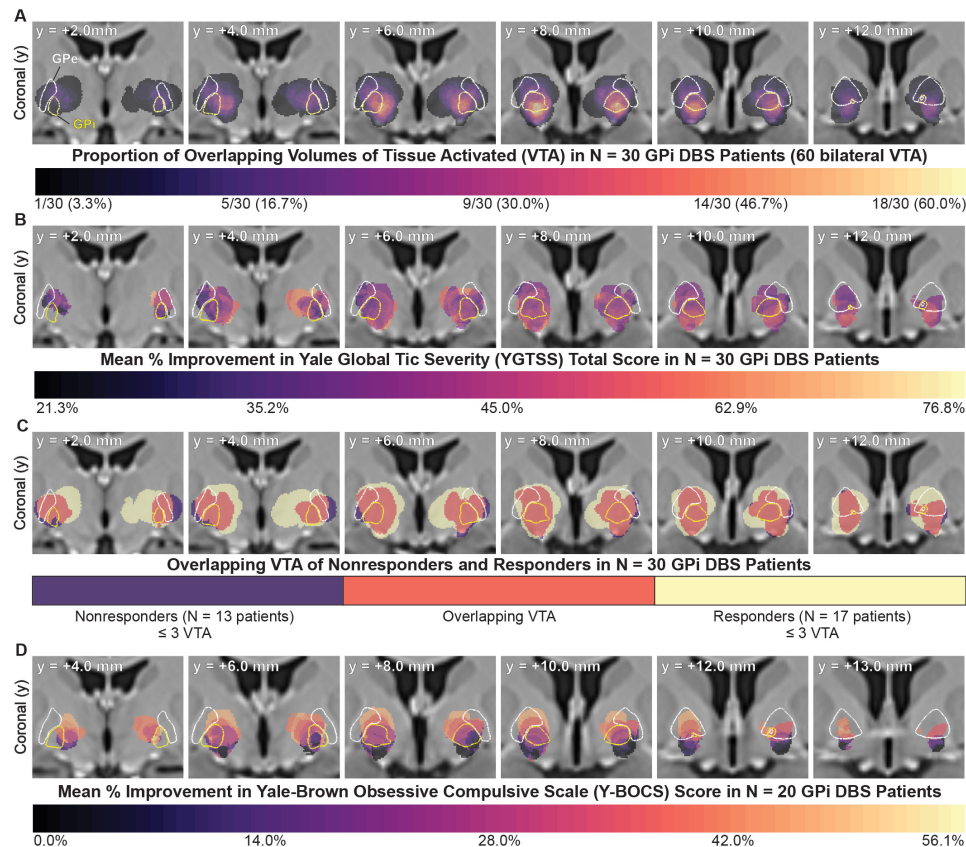 A
Coronal (y)
y = +2.0mm
y = +4.0 mm
y = +6.0 mm
y = +8.0 mm
y = +10.0 mm
y = +12.0 mm
GPe
GPi
Proportion of Overlapping Volumes of Tissue Activated (VTA) in N = 30 GPi DBS Patients (60 bilateral VTA)
1/30 (3.3%) 5/30 (16.7%) 9/30 (30.0%) 14/30 (46.7%) 18/30 (60.0%)
B
Coronal (y)
y = +2.0 mm
y = +4.0 mm
y = +6.0 mm
y = +8.0 mm
y = +10.0 mm
y = +12.0 mm
Mean % Improvement in Yale Global Tic Severity (YGTSS) Total Score in N = 30 GPi DBS Patients
21.3% 35.2% 45.0% 62.9% 76.8%
C
Coronal (y)
y = +2.0 mm
y = +4.0 mm
y = +6.0 mm
y = +8.0 mm
y = +10.0 mm
y = +12.0 mm
Overlapping VTA of Nonresponders and Responders in N = 30 GPi DBS Patients
Nonresponders (N = 13 patients)
≤ 3 VTA
Overlapping VTA
Responders (N = 17 patients)
≤ 3 VTA
D
Coronal (y)
y = +4.0 mm
y = +6.0 mm
y = +8.0 mm
y = +10.0 mm
y = +12.0 mm
y = +13.0 mm
Mean % Improvement in Yale-Brown Obsessive Compulsive Scale (Y-BOCS) Score in N = 20 GPi DBS Patients
0.0% 14.0% 28.0% 42.0% 56.1%